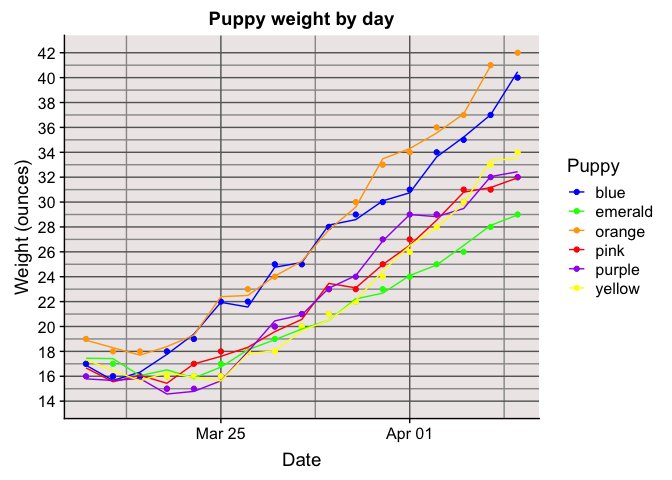 Puppy weight by day
42
40
38
36
34
32
30
28
26
24
22
20
18
16
14
Weight (ounces)
Mar 25
Apr 01
Date
Puppy
blue
emerald
orange
pink
purple
yellow